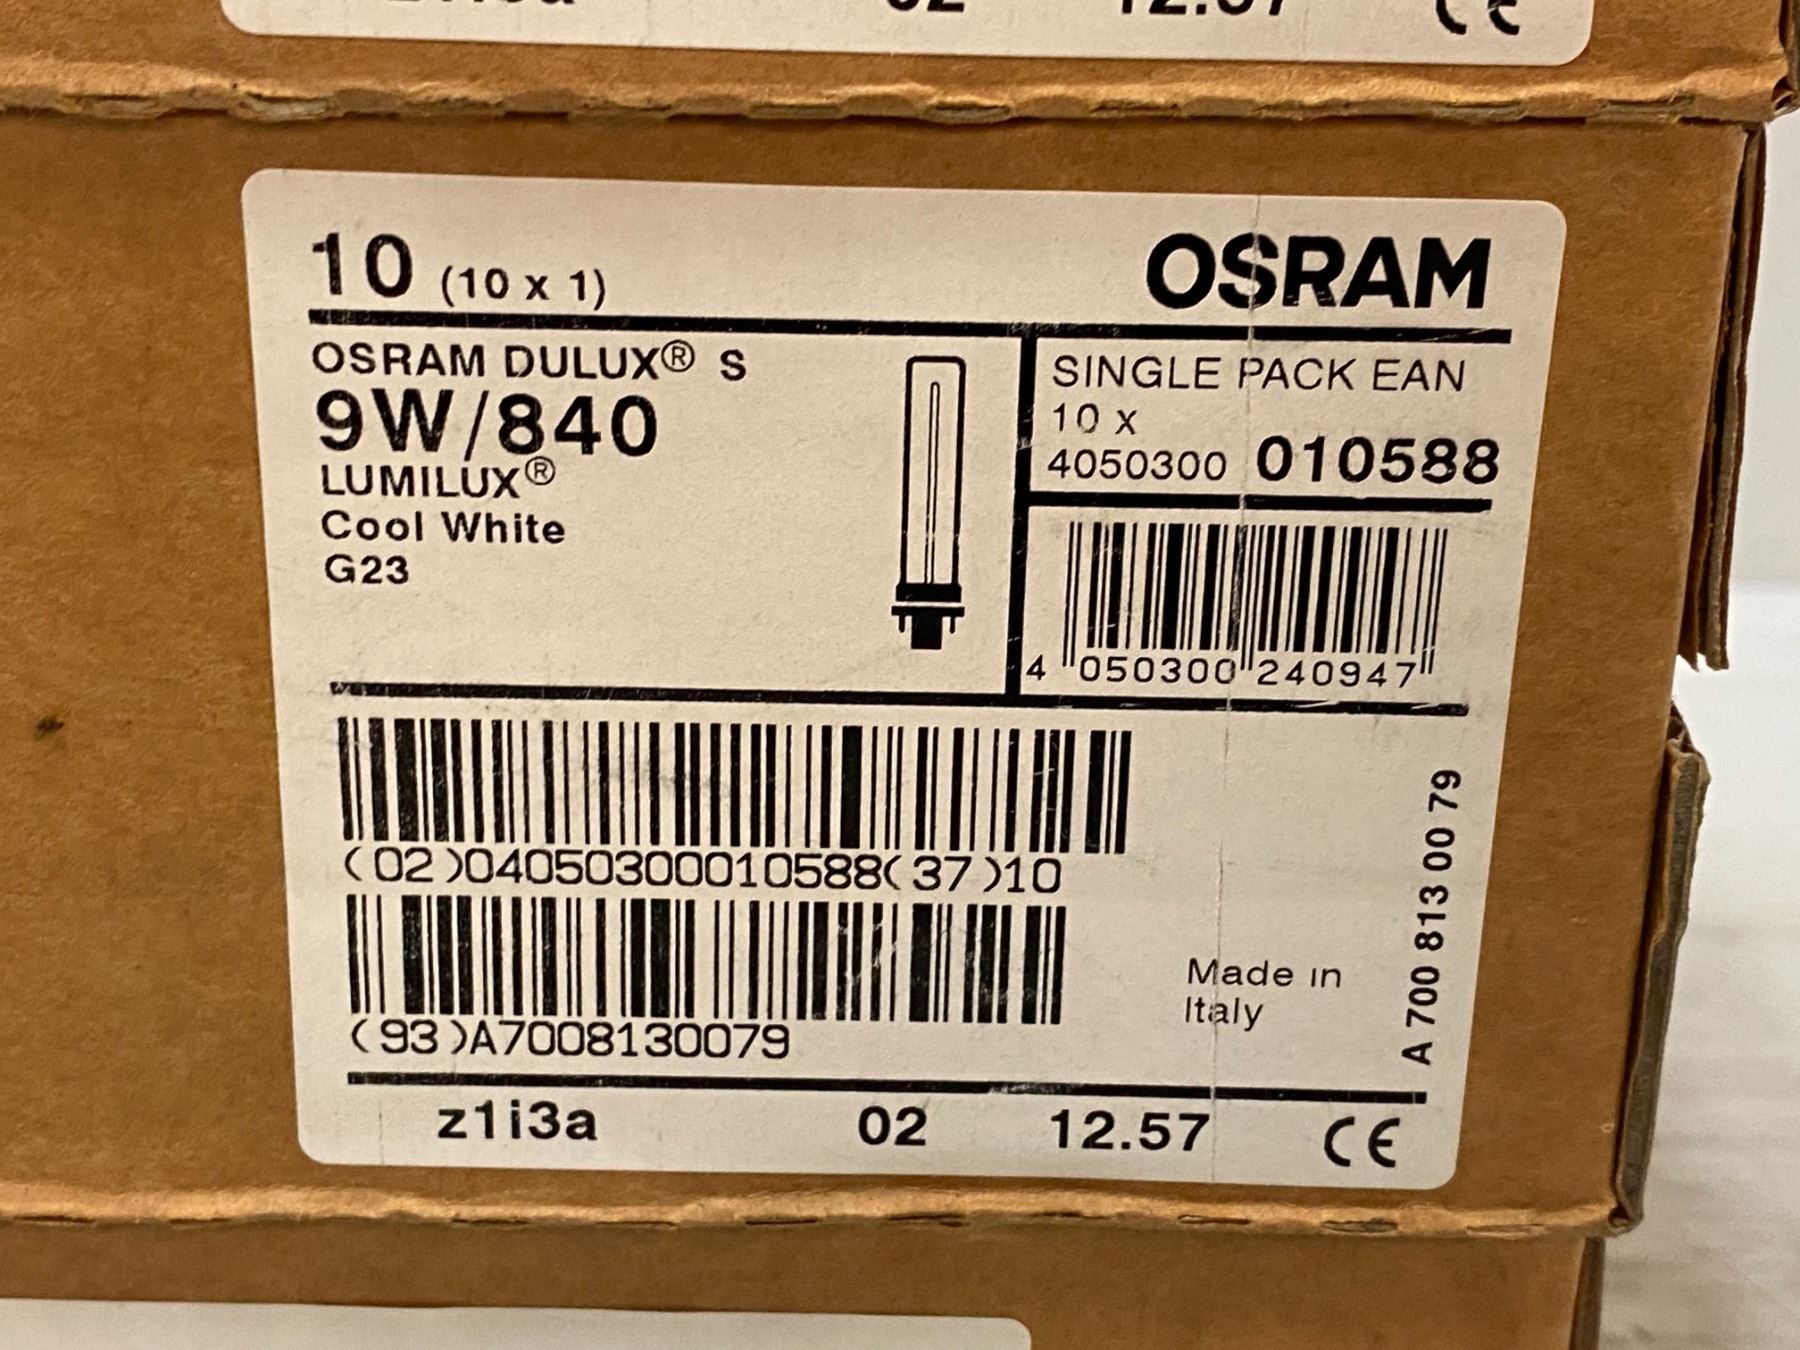 10 (10 x 1)
OSRAM
OSRAM DULUX® S
9W/840
LUMILUX®
Cool White
G23
SINGLE PACK EAN
10 x
4050300 010588
4 050300 240947
(02)04050300010588(37)10
(93)A7008130079
Made in
Italy
A 700 813 00 79
z1i3a 02 12.57 CE